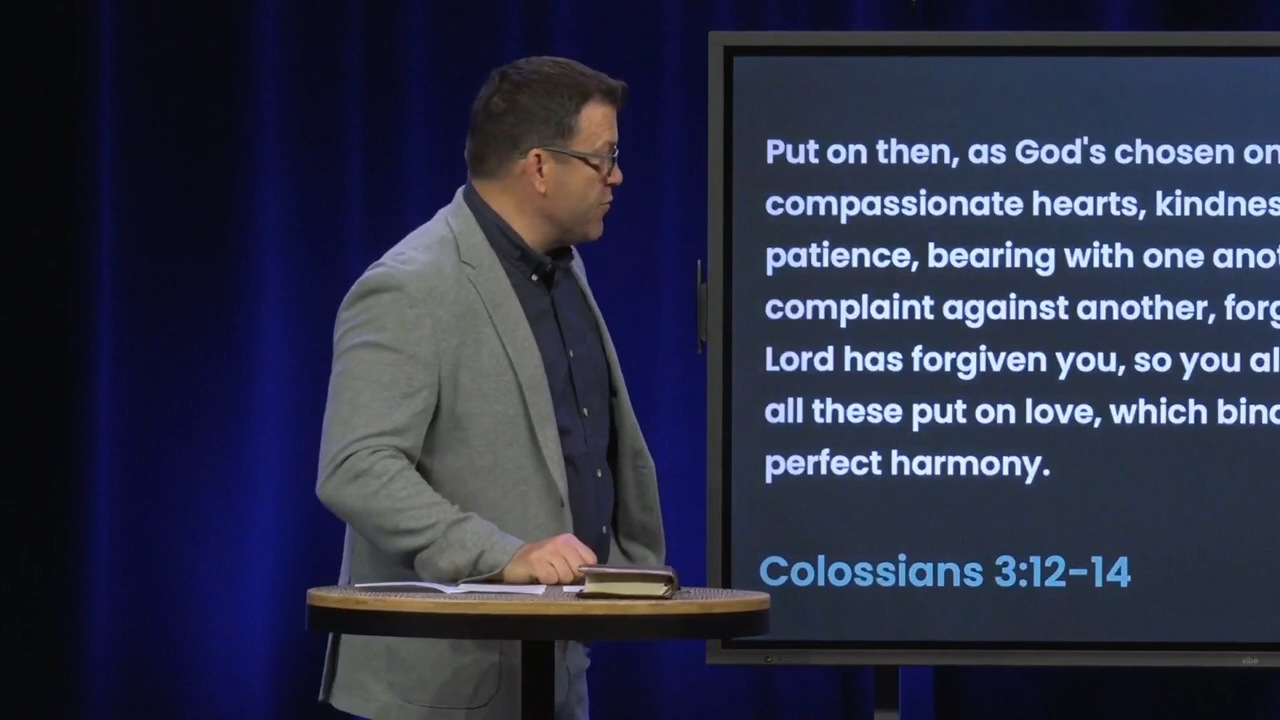 Put on then, as God's chosen on
compassionate hearts, kindnes
patience, bearing with one anot
complaint against another, forg
Lord has forgiven you, so you al
all these put on love, which bind
perfect harmony.
Colossians 3:12-14
vibe